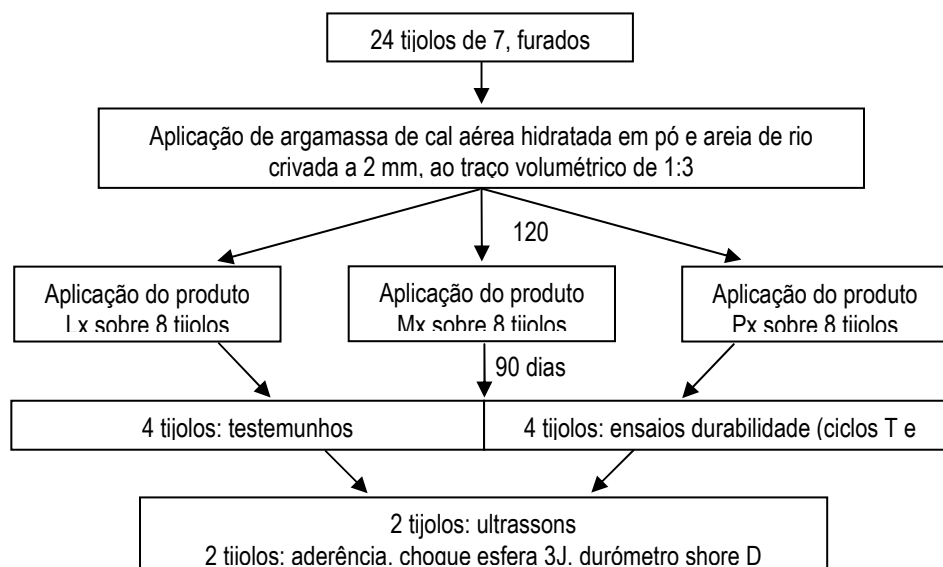 24 tijolos de 7, furados
Aplicação de argamassa de cal aérea hidratada em pó e areia de rio
crivada a 2 mm, ao traço volumétrico de 1:3
120
Aplicação do produto
Lx sobre 8 tijolos
Aplicação do produto
Mx sobre 8 tijolos
Aplicação do produto
Px sobre 8 tijolos
90 dias
4 tijolos: testemunhos
4 tijolos: ensaios durabilidade (ciclos T e
2 tijolos: ultrassons
2 tijolos: aderência, choque esfera 3J, durómetro shore D